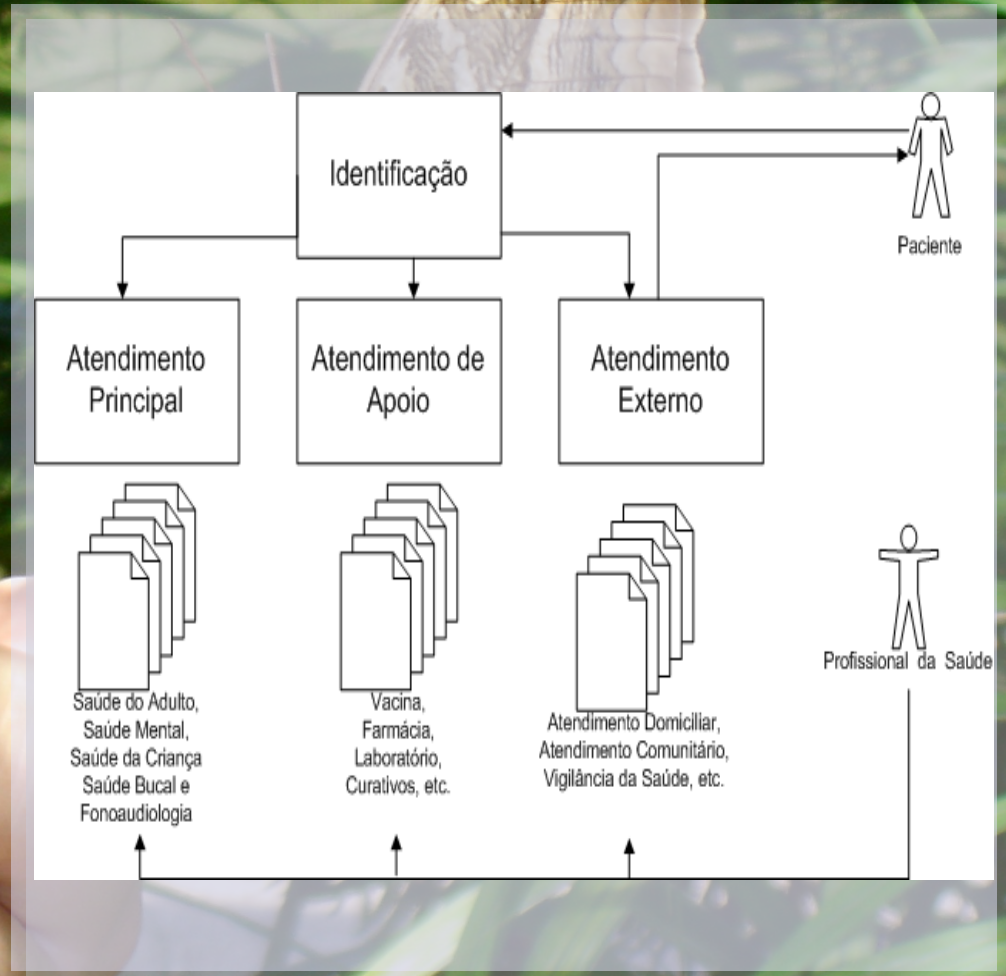 Identificação
Paciente
Atendimento
Principal
Atendimento de
Apoio
Atendimento
Externo
Profissional da Saúde
Saúde do Adulto,
Saúde Mental,
Saúde da Criança
Saúde Bucal e
Fonoaudiologia
Vacina,
Farmácia,
Laboratório,
Curativos, etc.
Atendimento Domiciliar,
Atendimento Comunitário,
Vigilância da Saúde, etc.